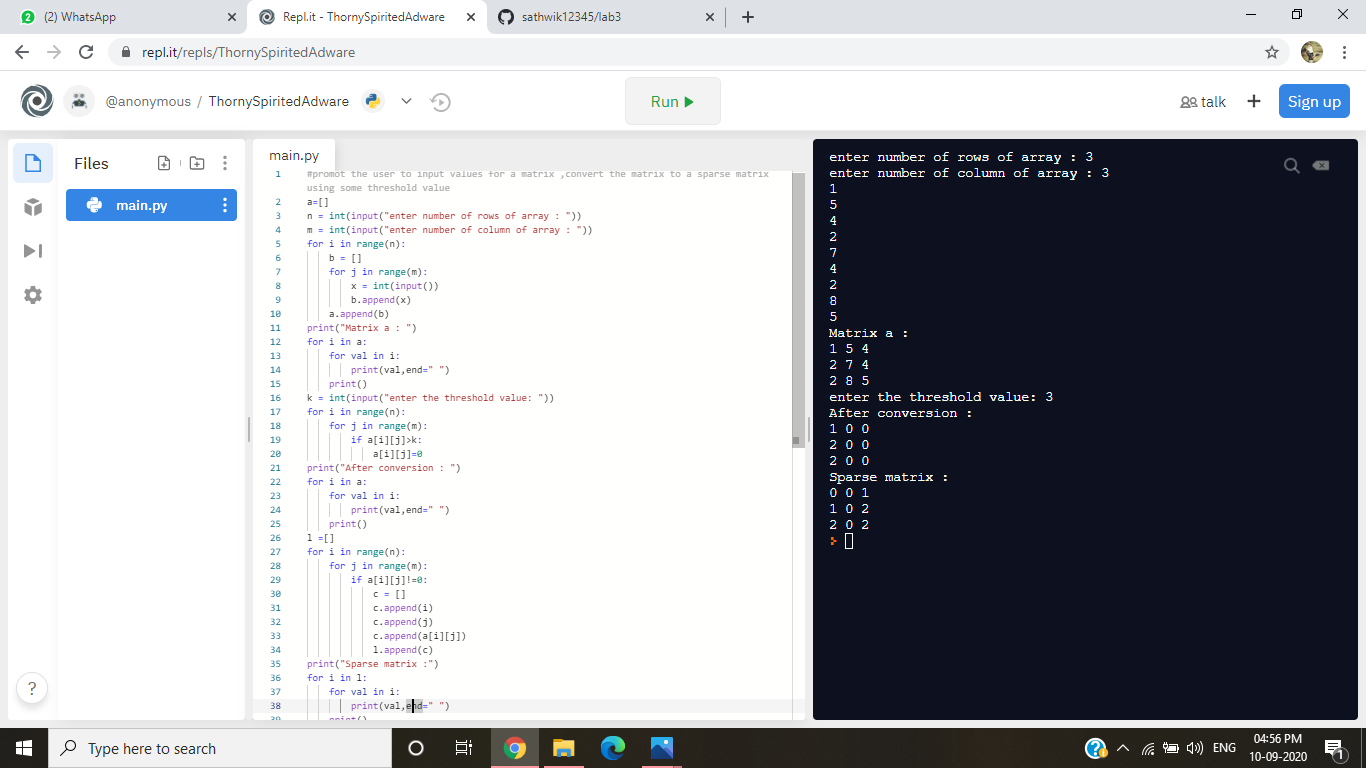 (2) WhatsApp
Repl.it - ThornySpiritedAdware
sathwik12345/lab3
repl.it/repls/ThornySpiritedAdware
@anonymous / ThornySpiritedAdware
Run
talk
Sign up
Files
main.py
?
main.py
1 #promot the user to input values for a matrix ,convert the matrix to a sparse matrix
using some threshold value
2 a=[]
3 n = int(input("enter number of rows of array : "))
4 m = int(input("enter number of column of array : "))
5 for i in range(n):
6 b = []
7 for j in range(m):
8 x = int(input())
9 b.append(x)
10 a.append(b)
11 print("Matrix a : ")
12 for i in a:
13 for val in i:
14 print(val,end=" ")
15 print()
16 k = int(input("enter the threshold value: "))
17 for i in range(n):
18 for j in range(m):
19 if a[i][j]>k:
20 a[i][j]=0
21 print("After conversion : ")
22 for i in a:
23 for val in i:
24 print(val,end=" ")
25 print()
26 l =[]
27 for i in range(n):
28 for j in range(m):
29 if a[i][j]!=0:
30 c = []
31 c.append(i)
32 c.append(j)
33 c.append(a[i][j])
34 l.append(c)
35 print("Sparse matrix :")
36 for i in l:
37 for val in i:
38 print(val,end=" ")
39 print()
enter number of rows of array : 3
enter number of column of array : 3
1
5
4
2
7
4
2
8
5
Matrix a :
1 5 4
2 7 4
2 8 5
enter the threshold value: 3
After conversion :
1 0 0
2 0 0
2 0 0
Sparse matrix :
0 0 1
1 0 2
2 0 2
>
Type here to search
ENG
04:56 PM
10-09-2020
1